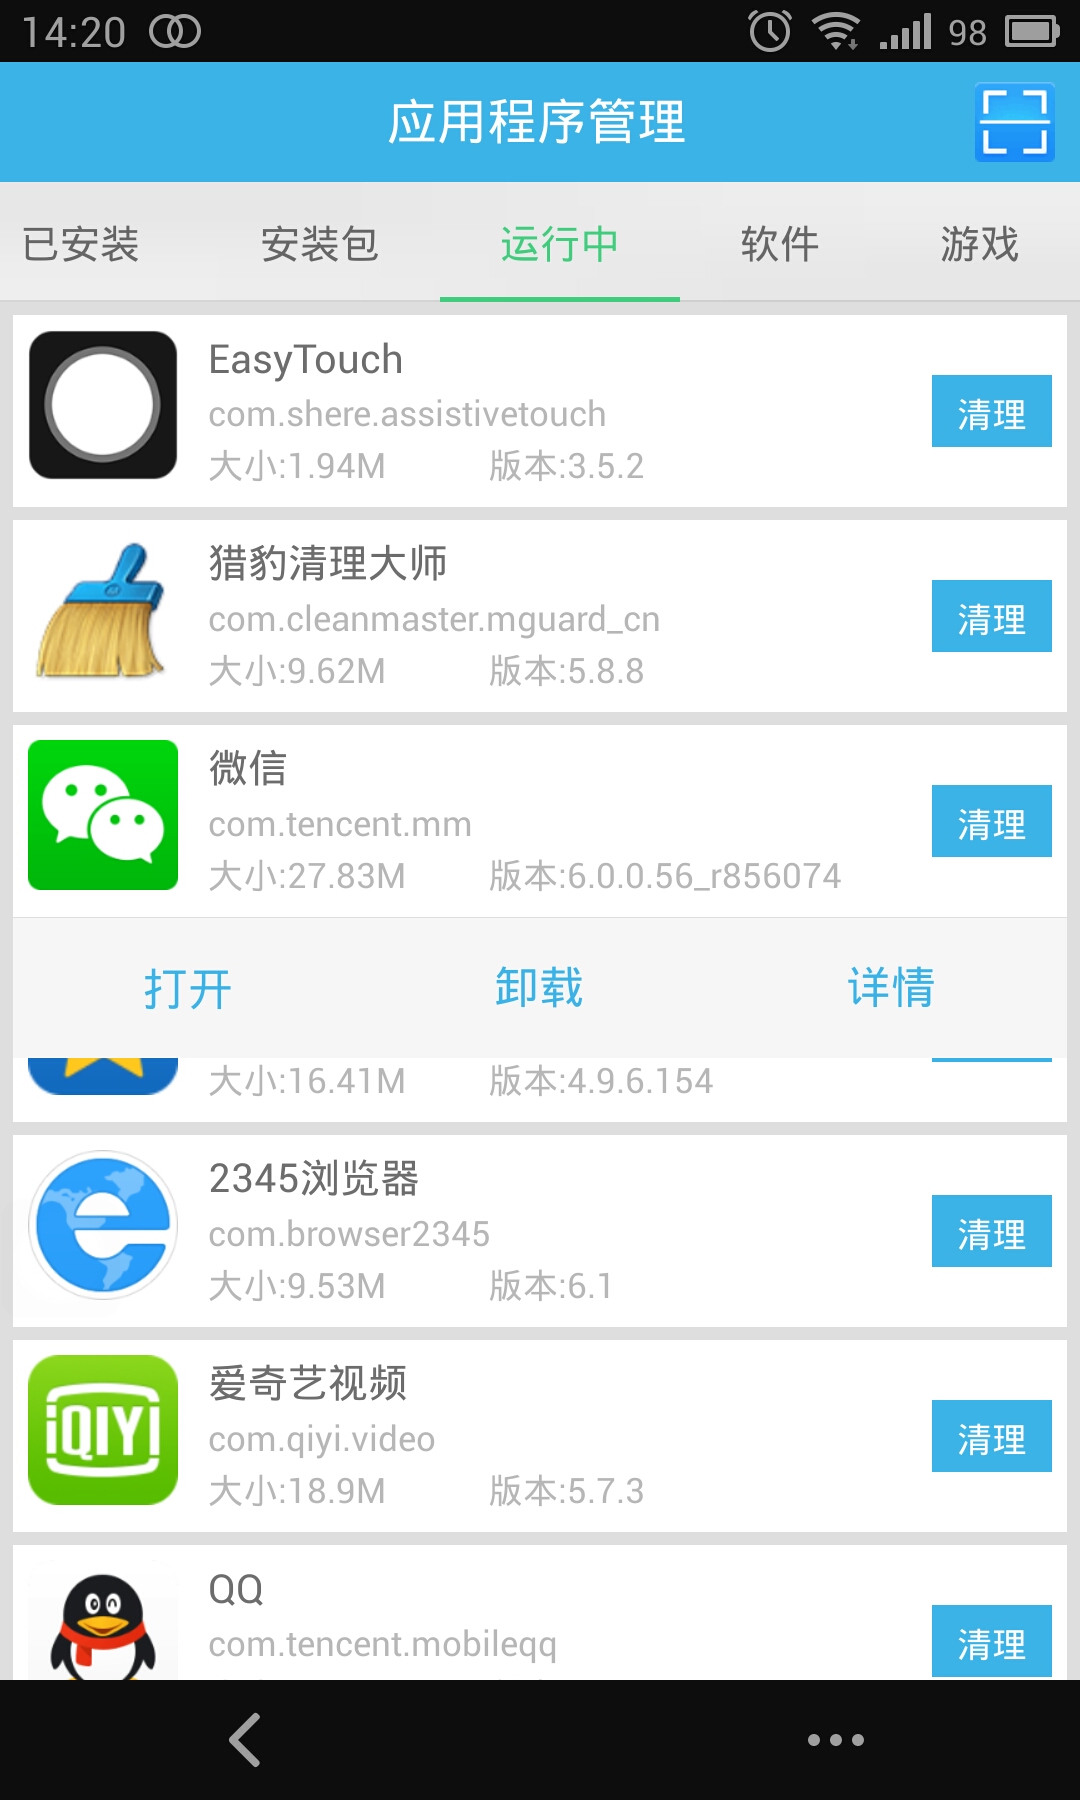 14:20 98
应用程序管理
已安装 安装包 运行中 软件 游戏
EasyTouch
com.shere.assistivetouch
清理
大小:1.94M 版本:3.5.2
猎豹清理大师
com.cleanmaster.mguard_cn
清理
大小:9.62M 版本:5.8.8
微信
com.tencent.mm
清理
大小:27.83M 版本:6.0.0.56_r856074
打开 卸载 详情
大小:16.41M 版本:4.9.6.154
2345浏览器
com.browser2345
清理
大小:9.53M 版本:6.1
爱奇艺视频
com.qiyi.video
清理
大小:18.9M 版本:5.7.3
iQIYI
QQ
com.tencent.mobileqq
清理